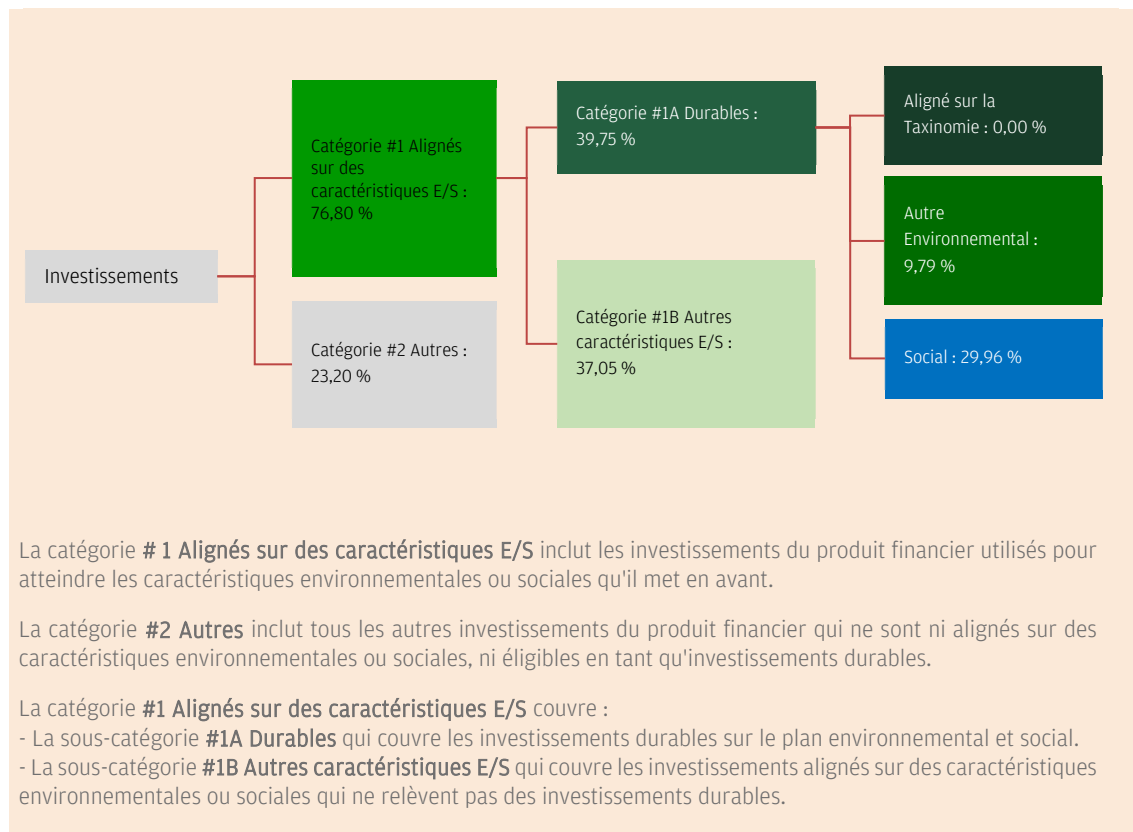 Investissements
Catégorie #1 Alignés
sur des
caractéristiques E/S :
76,80 %
Catégorie #2 Autres :
23,20 %
Catégorie #1A Durables :
39,75 %
Catégorie #1B Autres
caractéristiques E/S :
37,05 %
Aligné sur la
Taxinomie : 0,00 %
Autre
Environnemental :
9,79 %
Social : 29,96 %
La catégorie # 1 Alignés sur des caractéristiques E/S inclut les investissements du produit financier utilisés pour
atteindre les caractéristiques environnementales ou sociales qu'il met en avant.
La catégorie #2 Autres inclut tous les autres investissements du produit financier qui ne sont ni alignés sur des
caractéristiques environnementales ou sociales, ni éligibles en tant qu'investissements durables.
La catégorie #1 Alignés sur des caractéristiques E/S couvre :
- La sous-catégorie #1A Durables qui couvre les investissements durables sur le plan environnemental et social.
- La sous-catégorie #1B Autres caractéristiques E/S qui couvre les investissements alignés sur des caractéristiques
environnementales ou sociales qui ne relèvent pas des investissements durables.